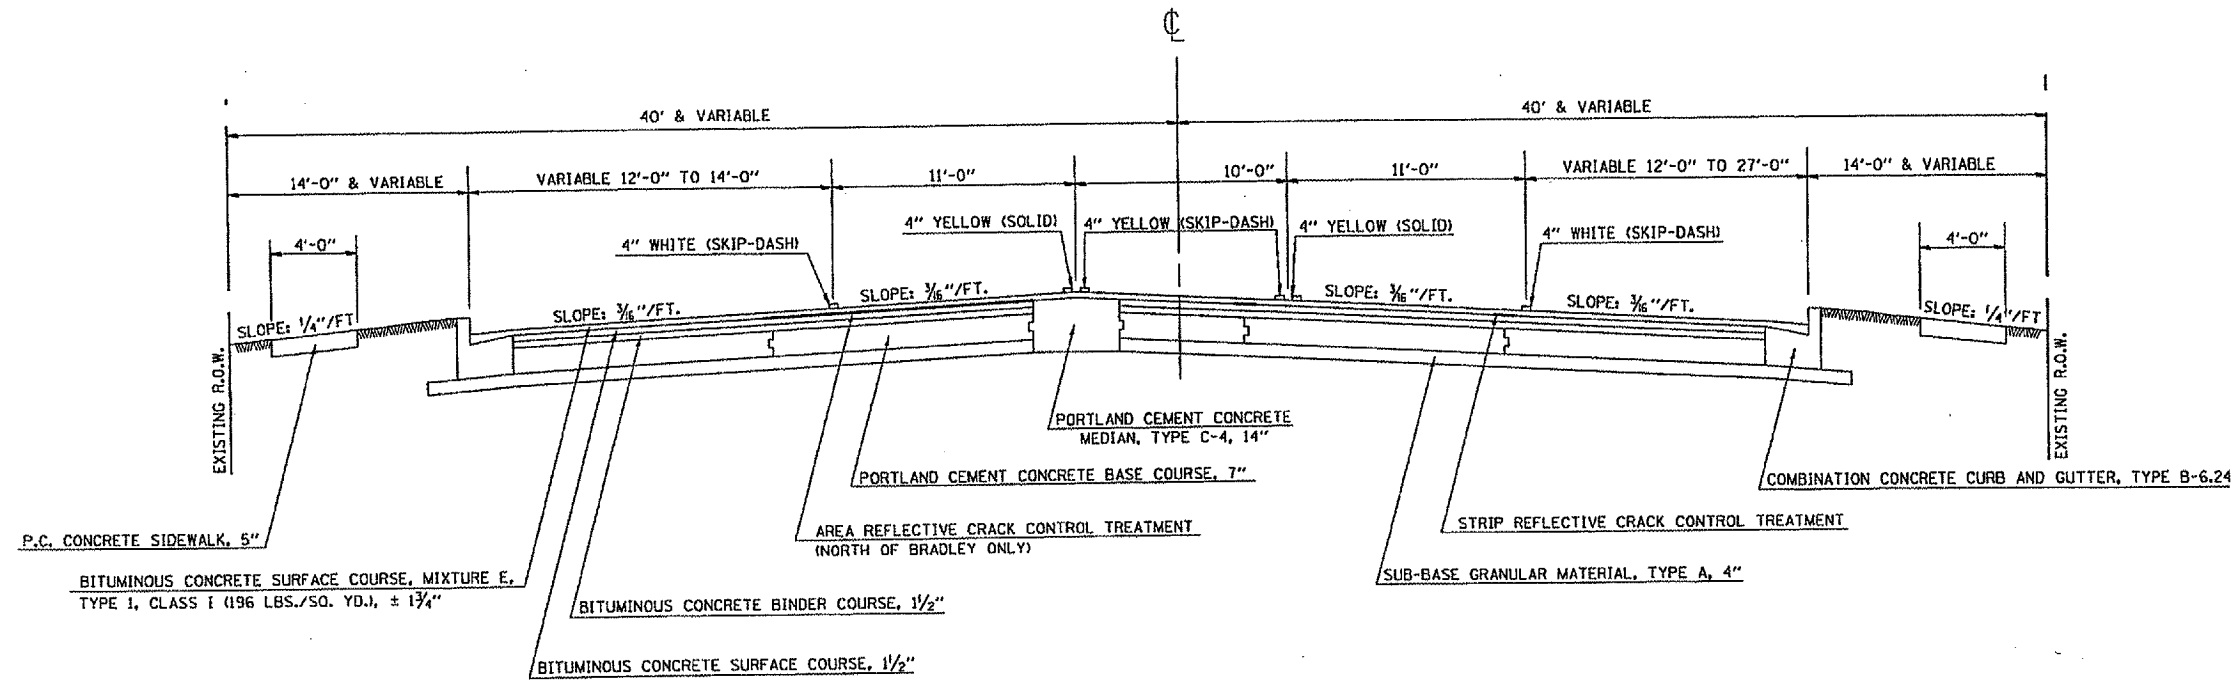 ℄
40' & VARIABLE
40' & VARIABLE
14'-0" & VARIABLE
VARIABLE 12'-0" TO 14'-0"
11'-0"
10'-0"
11'-0"
VARIABLE 12'-0" TO 27'-0"
14'-0" & VARIABLE
4'-0"
4" WHITE (SKIP-DASH)
4" YELLOW (SOLID)
4" YELLOW (SKIP-DASH)
4" YELLOW (SOLID)
4" WHITE (SKIP-DASH)
4'-0"
SLOPE: 1/4"/FT
SLOPE: 3/16"/FT.
SLOPE: 3/16"/FT.
SLOPE: 3/16"/FT.
SLOPE: 3/16"/FT.
SLOPE: 1/4"/FT
EXISTING R.O.W.
EXISTING R.O.W.
PORTLAND CEMENT CONCRETE
MEDIAN, TYPE C-4, 14"
PORTLAND CEMENT CONCRETE BASE COURSE, 7"
COMBINATION CONCRETE CURB AND GUTTER, TYPE B-6.24
P.C. CONCRETE SIDEWALK, 5"
AREA REFLECTIVE CRACK CONTROL TREATMENT
(NORTH OF BRADLEY ONLY)
STRIP REFLECTIVE CRACK CONTROL TREATMENT
BITUMINOUS CONCRETE SURFACE COURSE, MIXTURE E,
TYPE 1, CLASS I (196 LBS./SQ. YD.), ± 1 3/4"
SUB-BASE GRANULAR MATERIAL, TYPE A, 4"
BITUMINOUS CONCRETE BINDER COURSE, 1 1/2"
BITUMINOUS CONCRETE SURFACE COURSE, 1 1/2"